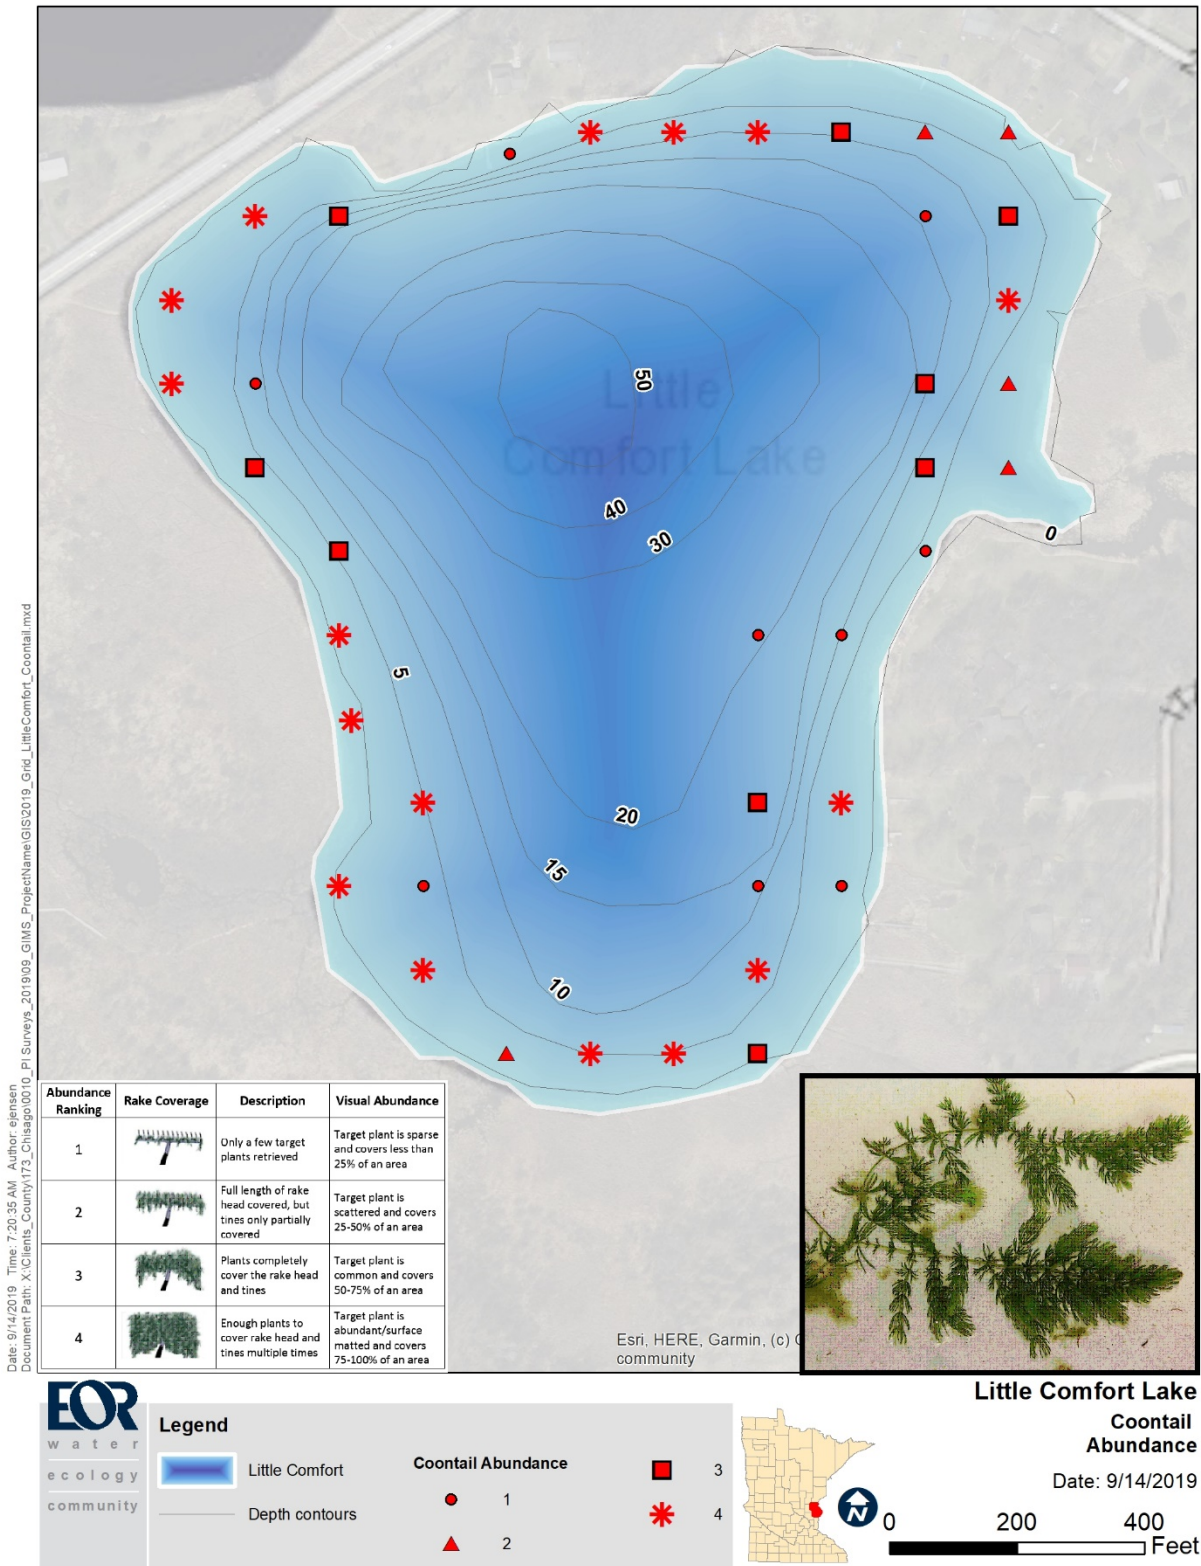 50
Little
Comfort Lake
40
30
0
5
20
15
10
Date: 9/14/2019 Time: 7:20:35 AM Author: ejensen
Document Path: X:\Clients_County\173_Chisago\0010_PI Surveys_2019\09_GIMS_ProjectName\GIS\2019_Grid_LittleComfort_Coontail.mxd
Abundance Ranking
Rake Coverage
Description
Visual Abundance
1
Only a few target
plants retrieved
Target plant is sparse
and covers less than
25% of an area
2
Full length of rake
head covered, but
tines only partially
covered
Target plant is
scattered and covers
25-50% of an area
3
Plants completely
cover the rake head
and tines
Target plant is
common and covers
50-75% of an area
4
Enough plants to
cover rake head and
tines multiple times
Target plant is
abundant/surface
matted and covers
75-100% of an area
Esri, HERE, Garmin, (c)
community
EOR
water
ecology
community
Legend
Little Comfort
Depth contours
Coontail Abundance
1
2
3
4
N
Little Comfort Lake
Coontail
Abundance
Date: 9/14/2019
0 200 400
Feet